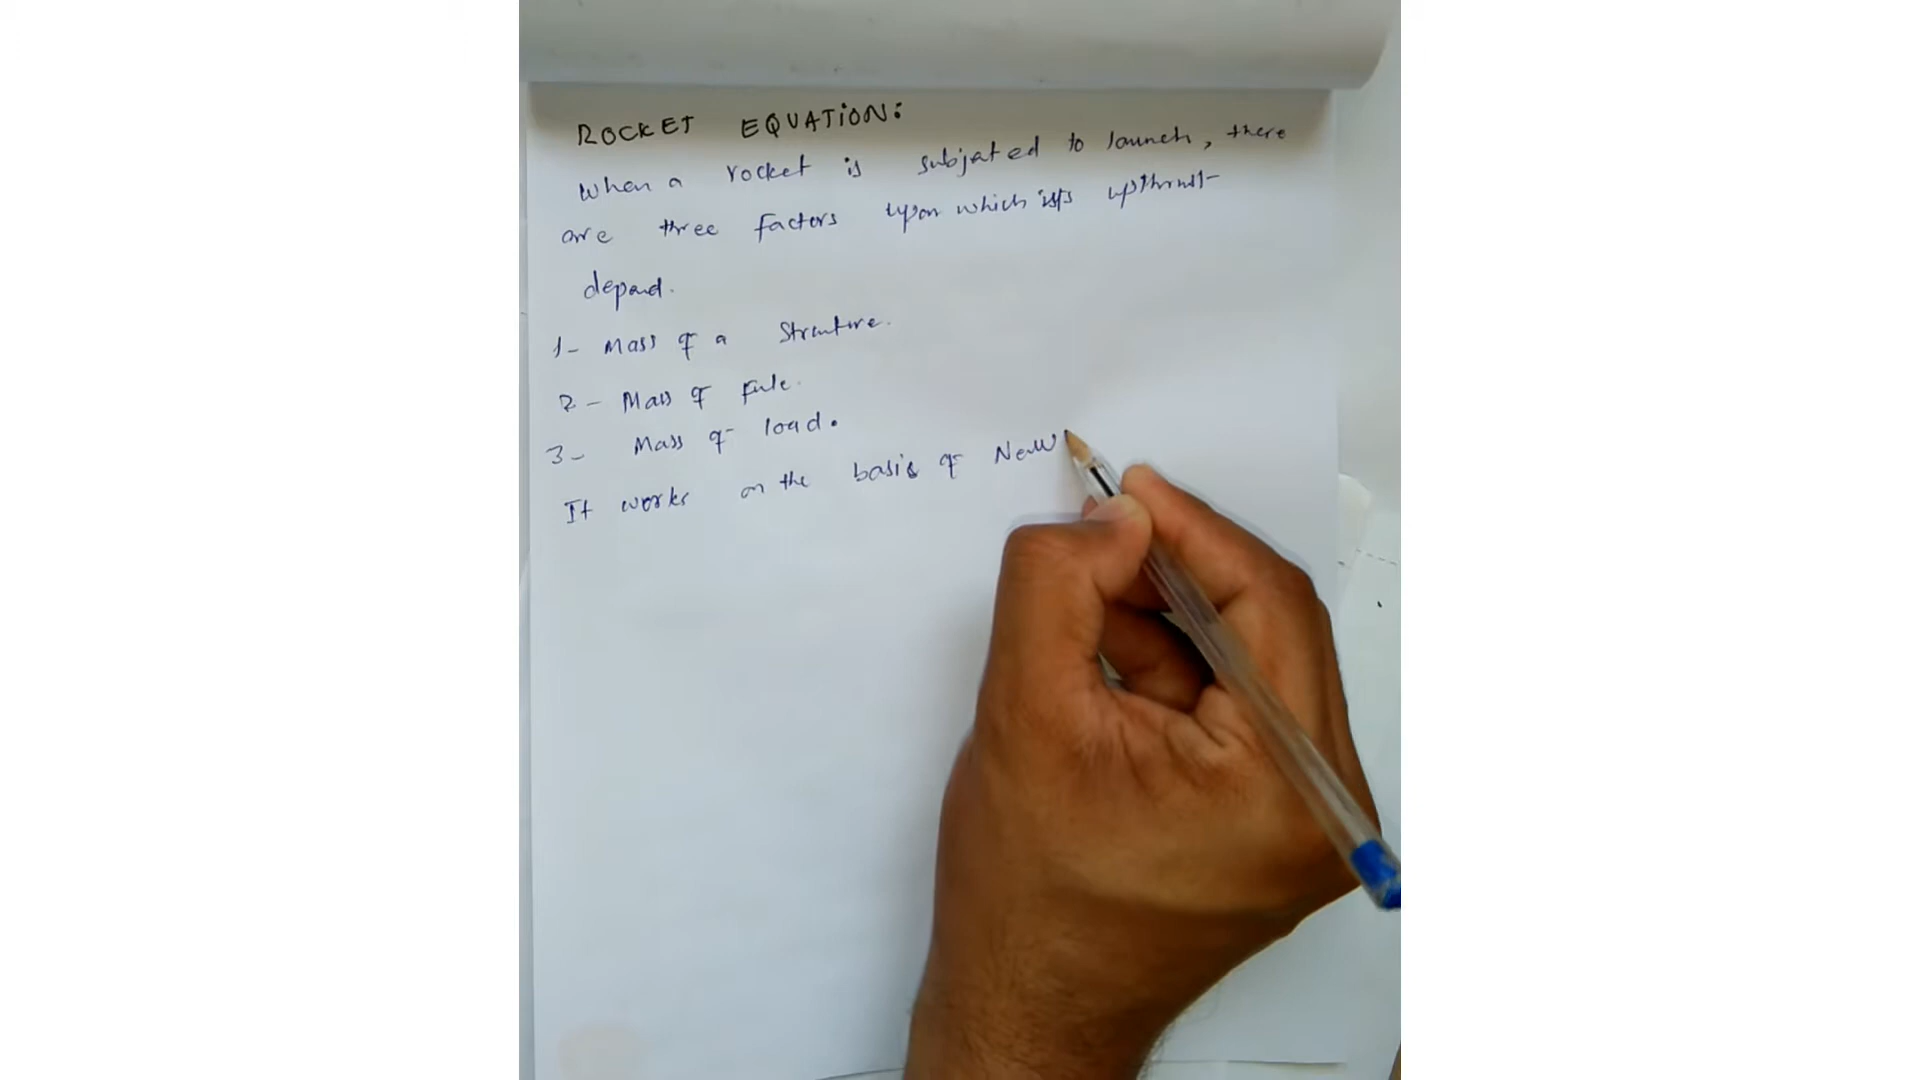 ROCKET EQUATION:
when a rocket is subjated to launch, there
are three factors upon which its upthrust
depend.
1- Mass of a Structure.
2- Mass of fule.
3- Mass of load.
It works on the basis of New